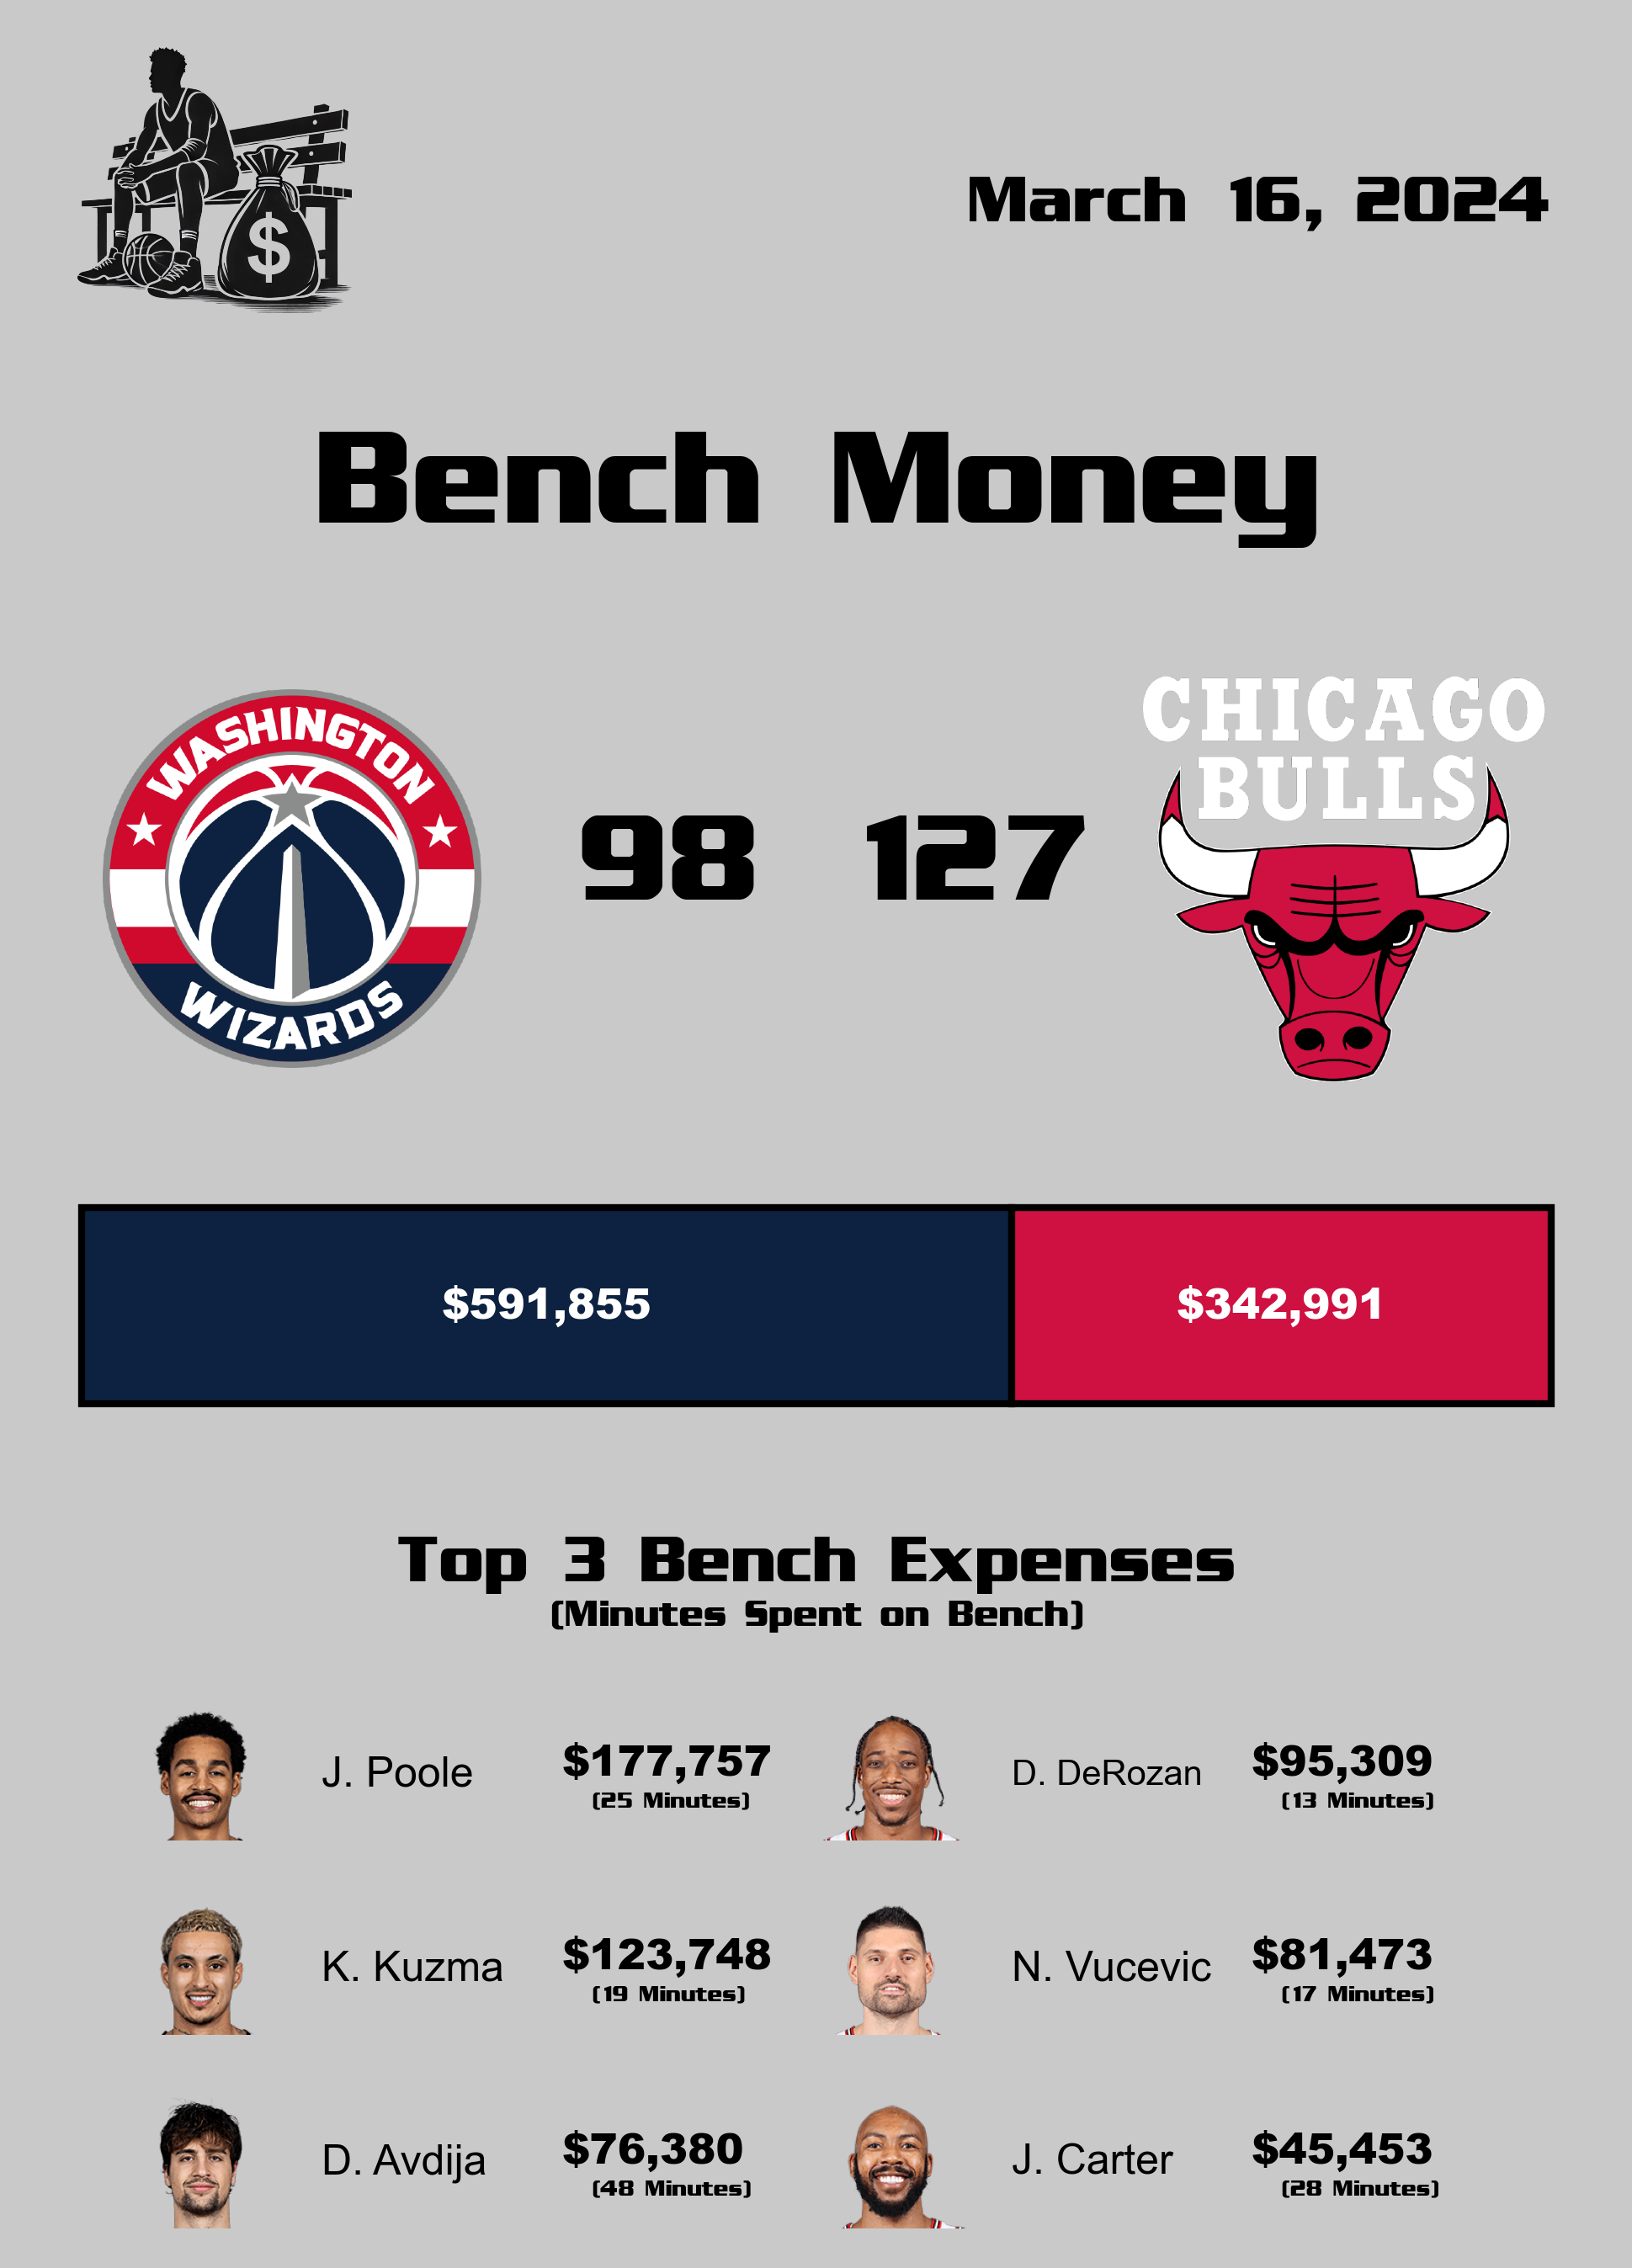 $
March 16, 2024
Bench Money
WASHINGTON
WIZARDS
98 127
CHICAGO
BULLS
$591,855 $342,991
Top 3 Bench Expenses
(Minutes Spent on Bench)
J. Poole $177,757
(25 Minutes)
D. DeRozan $95,309
(13 Minutes)
K. Kuzma $123,748
(19 Minutes)
N. Vucevic $81,473
(17 Minutes)
D. Avdija $76,380
(48 Minutes)
J. Carter $45,453
(28 Minutes)